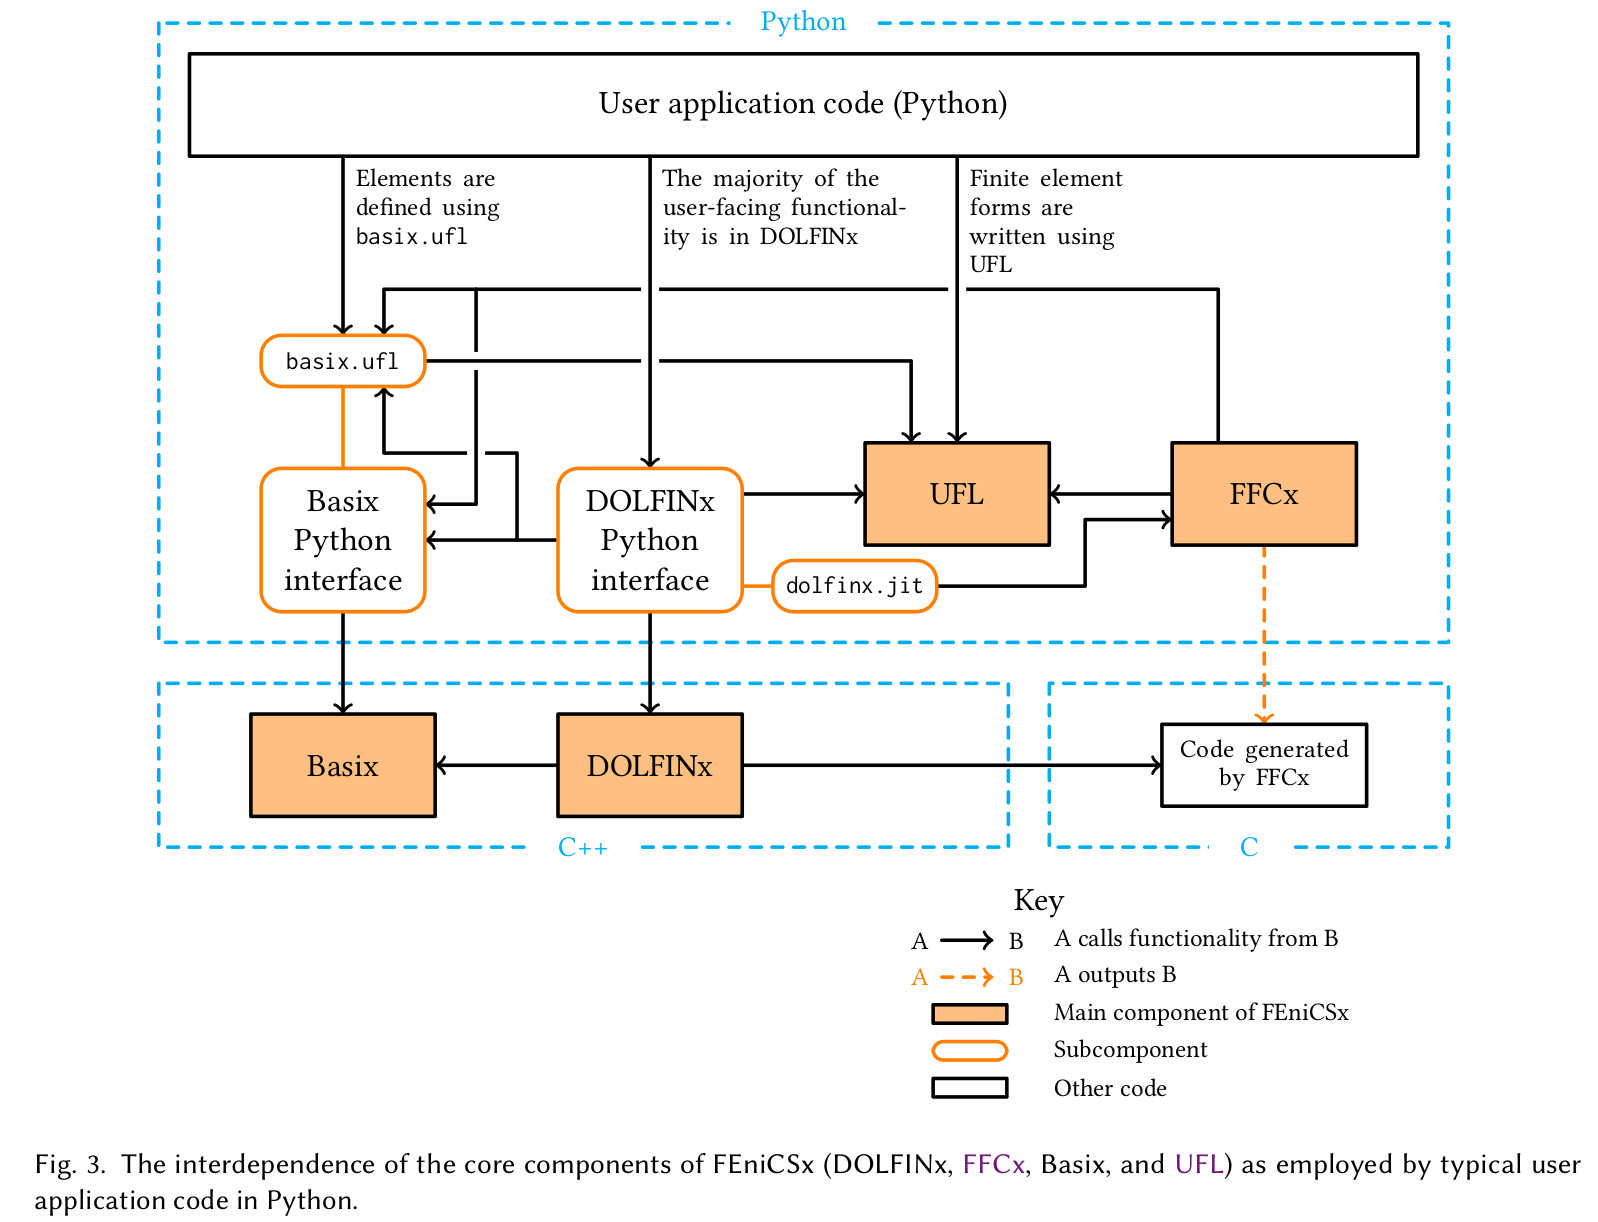 Python
User application code (Python)
Elements are
defined using
basix.ufl
The majority of the
user-facing functional-
ity is in DOLFINx
Finite element
forms are
written using
UFL
basix.ufl
Basix
Python
interface
DOLFINx
Python
interface
UFL
FFCx
dolfinx.jit
Basix
DOLFINx
Code generated
by FFCx
C++
C
Key
A B A calls functionality from B
A B A outputs B
Main component of FEniCSx
Subcomponent
Other code
Fig. 3. The interdependence of the core components of FEniCSx (DOLFINx, FFCx, Basix, and UFL) as employed by typical user
application code in Python.